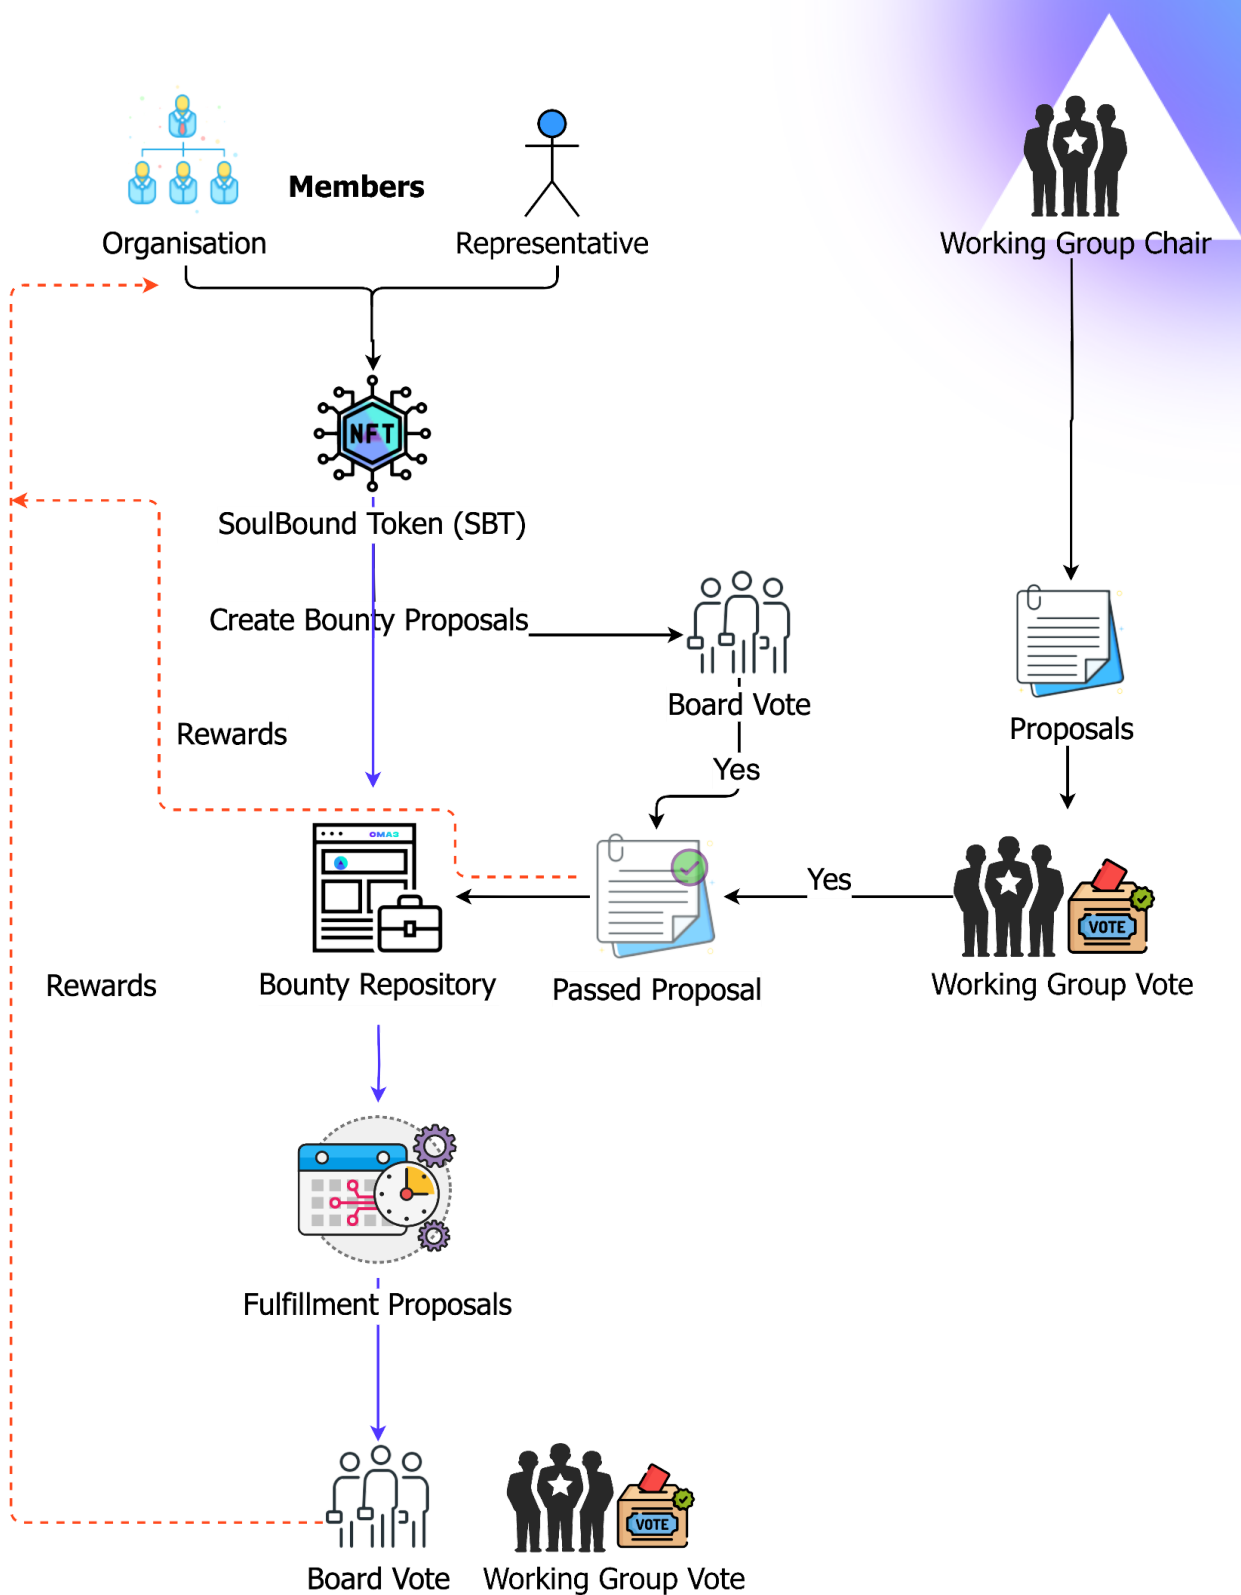 Members
Organisation
Representative
Working Group Chair
NFT
SoulBound Token (SBT)
Create Bounty Proposals
Board Vote
Proposals
Rewards
Yes
OMA3
Yes
VOTE
Rewards
Bounty Repository
Passed Proposal
Working Group Vote
Fulfillment Proposals
VOTE
Board Vote
Working Group Vote